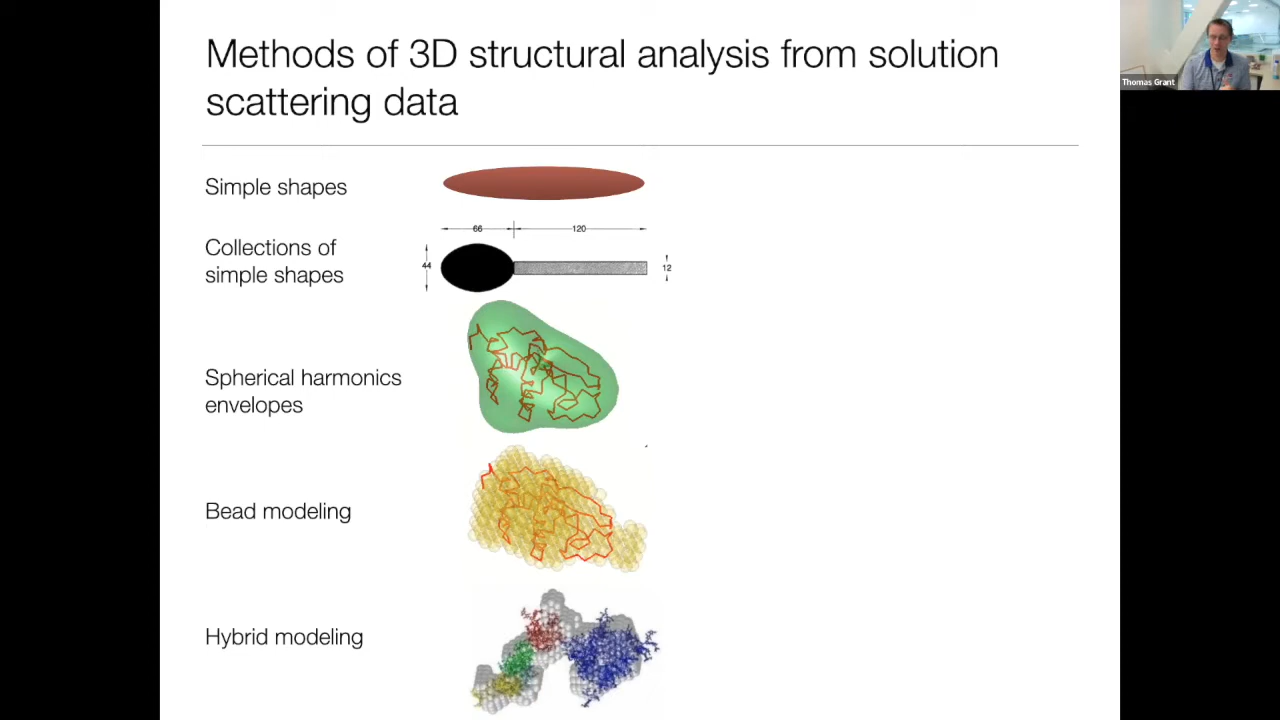 Methods of 3D structural analysis from solution
scattering data
Thomas Grant
Simple shapes
66
120
Collections of
simple shapes
44
12
Spherical harmonics
envelopes
Bead modeling
Hybrid modeling